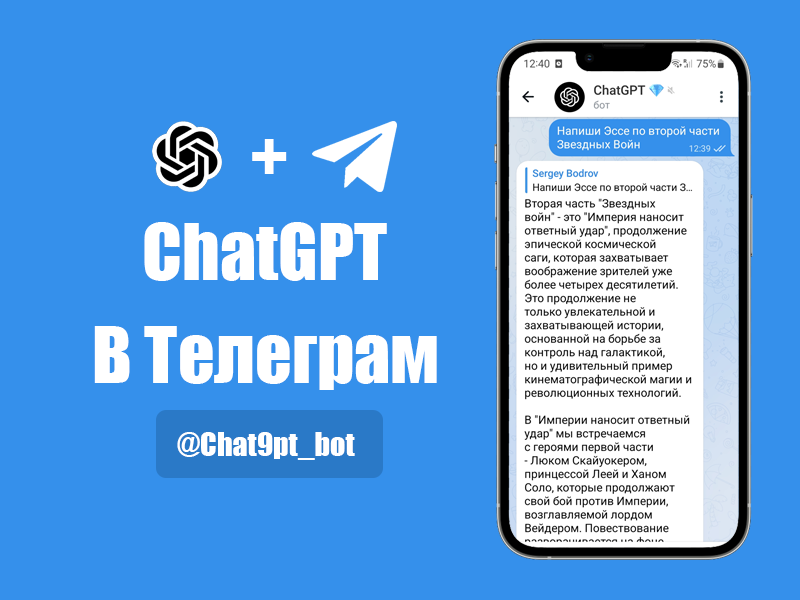 +
ChatGPT
В Телеграм
@Chat9pt_bot
12:40
75%
ChatGPT
бот
Напиши Эссе по второй части
Звездных Войн
12:39
Sergey Bodrov
Напиши Эссе по второй части З...
Вторая часть "Звездных
войн" - это "Империя наносит
ответный удар", продолжение
эпической космической
саги, которая захватывает
воображение зрителей уже
более четырех десятилетий.
Это продолжение не
только увлекательной и
захватывающей истории,
основанной на борьбе за
контроль над галактикой,
но и удивительный пример
кинематографической магии и
революционных технологий.
В "Империи наносит ответный
удар" мы встречаемся
с героями первой части
- Люком Скайуокером,
принцессой Леей и Ханом
Соло, которые продолжают
свой бой против Империи,
возглавляемой лордом
Вейдером. Повествование
разворачивается на фоне